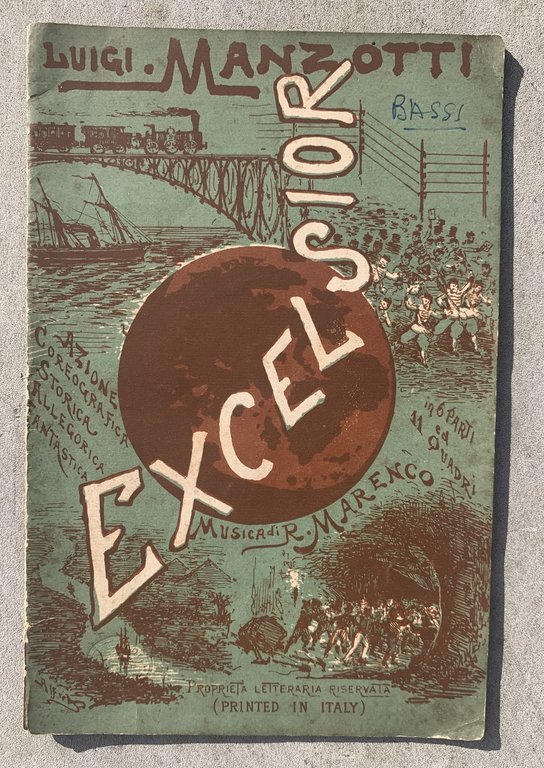 LUIGI. MANZOTTI
BASSI
EXCELSIOR
AZIONE
COREOGRAFICA
STORICA
ALLEGORICA
FANTASTICA
in 6 PARTI
ed
11 QUADRI
MUSICA di R. MARENCO
PROPRIETÀ LETTERARIA RISERVATA
(PRINTED IN ITALY)